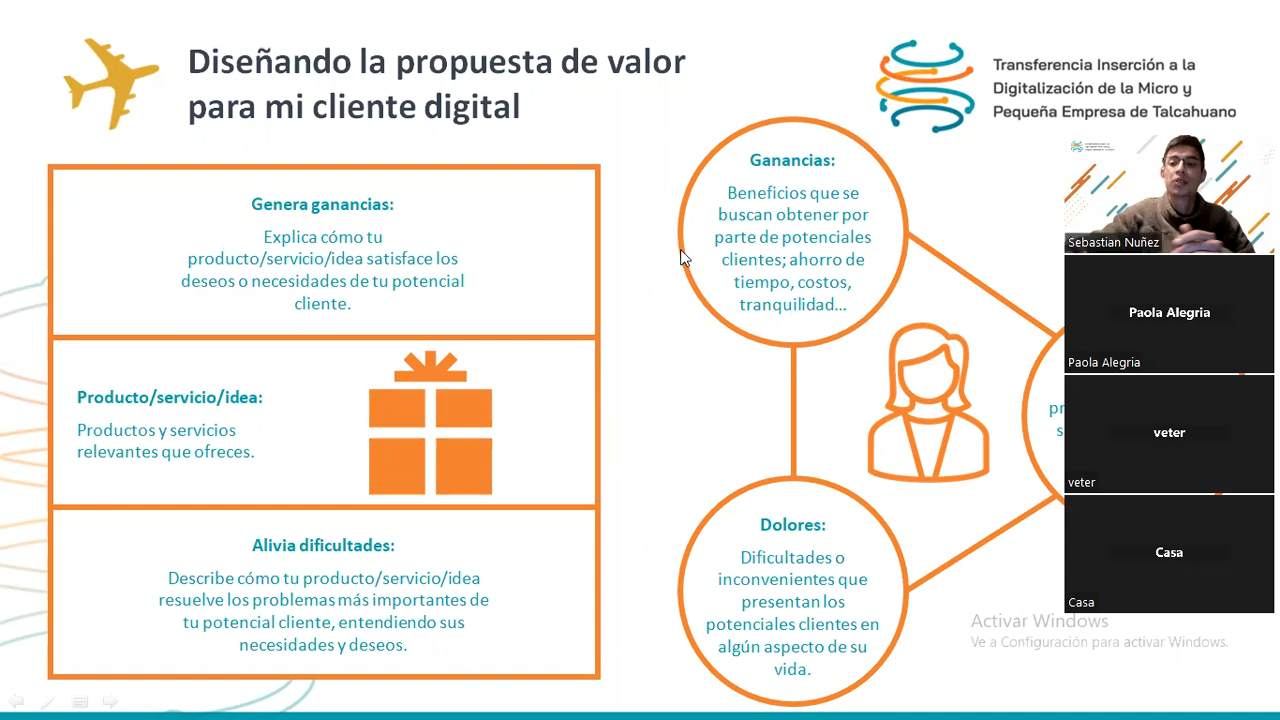 Diseñando la propuesta de valor
para mi cliente digital
Transferencia Inserción a la
Digitalización de la Micro y
Pequeña Empresa de Talcahuano
Genera ganancias:
Explica cómo tu
producto/servicio/idea satisface los
deseos o necesidades de tu potencial
cliente.
Producto/servicio/idea:
Productos y servicios
relevantes que ofreces.
Alivia dificultades:
Describe cómo tu producto/servicio/idea
resuelve los problemas más importantes de
tu potencial cliente, entendiendo sus
necesidades y deseos.
Ganancias:
Beneficios que se
buscan obtener por
parte de potenciales
clientes; ahorro de
tiempo, costos,
tranquilidad...
Dolores:
Dificultades o
inconvenientes que
presentan los
potenciales clientes en
algún aspecto de su
vida.
Sebastian Nuñez
Paola Alegria
Paola Alegria
veter
veter
Casa
Casa
Activar Windows
Ve a Configuración para activar Windows.